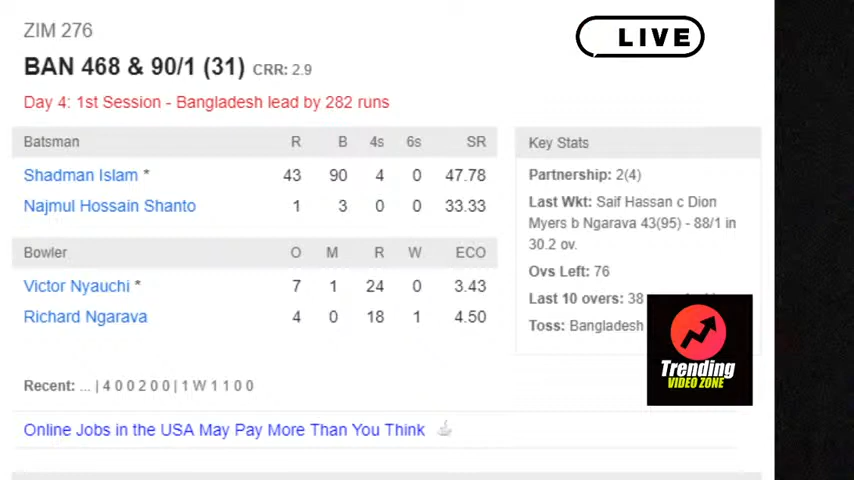 ZIM 276
LIVE
BAN 468 & 90/1 (31) CRR: 2.9
Day 4: 1st Session - Bangladesh lead by 282 runs
Batsman R B 4s 6s SR
Shadman Islam * 43 90 4 0 47.78
Najmul Hossain Shanto 1 3 0 0 33.33
Bowler O M R W ECO
Victor Nyauchi * 7 1 24 0 3.43
Richard Ngarava 4 0 18 1 4.50
Key Stats
Partnership: 2(4)
Last Wkt: Saif Hassan c Dion
Myers b Ngarava 43(95) - 88/1 in
30.2 ov.
Ovs Left: 76
Last 10 overs: 38
Toss: Bangladesh
Trending
VIDEO ZONE
Recent: ... | 4 0 0 2 0 0 | 1 W 1 1 0 0
Online Jobs in the USA May Pay More Than You Think